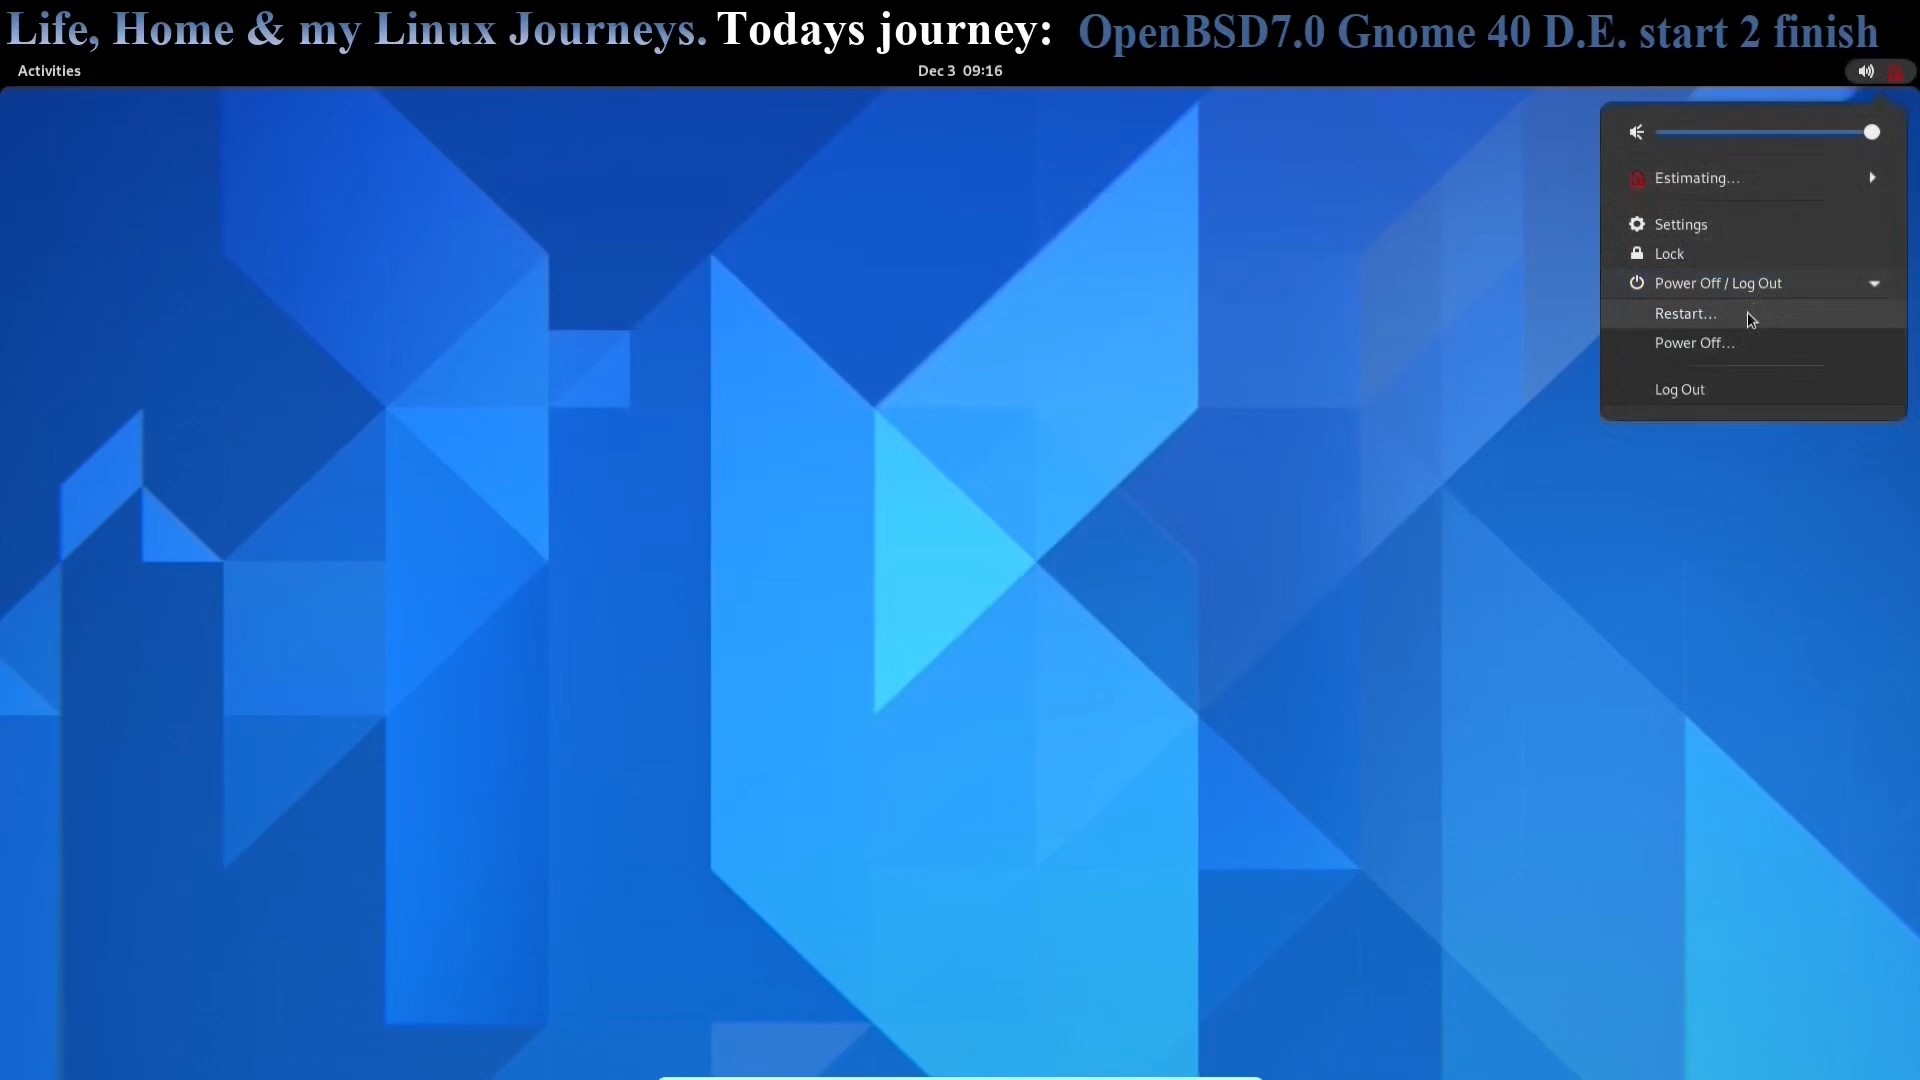 Life, Home & my Linux Journeys. Todays journey: OpenBSD7.0 Gnome 40 D.E. start 2 finish
Activities
Dec 3 09:16
Estimating...
Settings
Lock
Power Off / Log Out
Restart...
Power Off...
Log Out